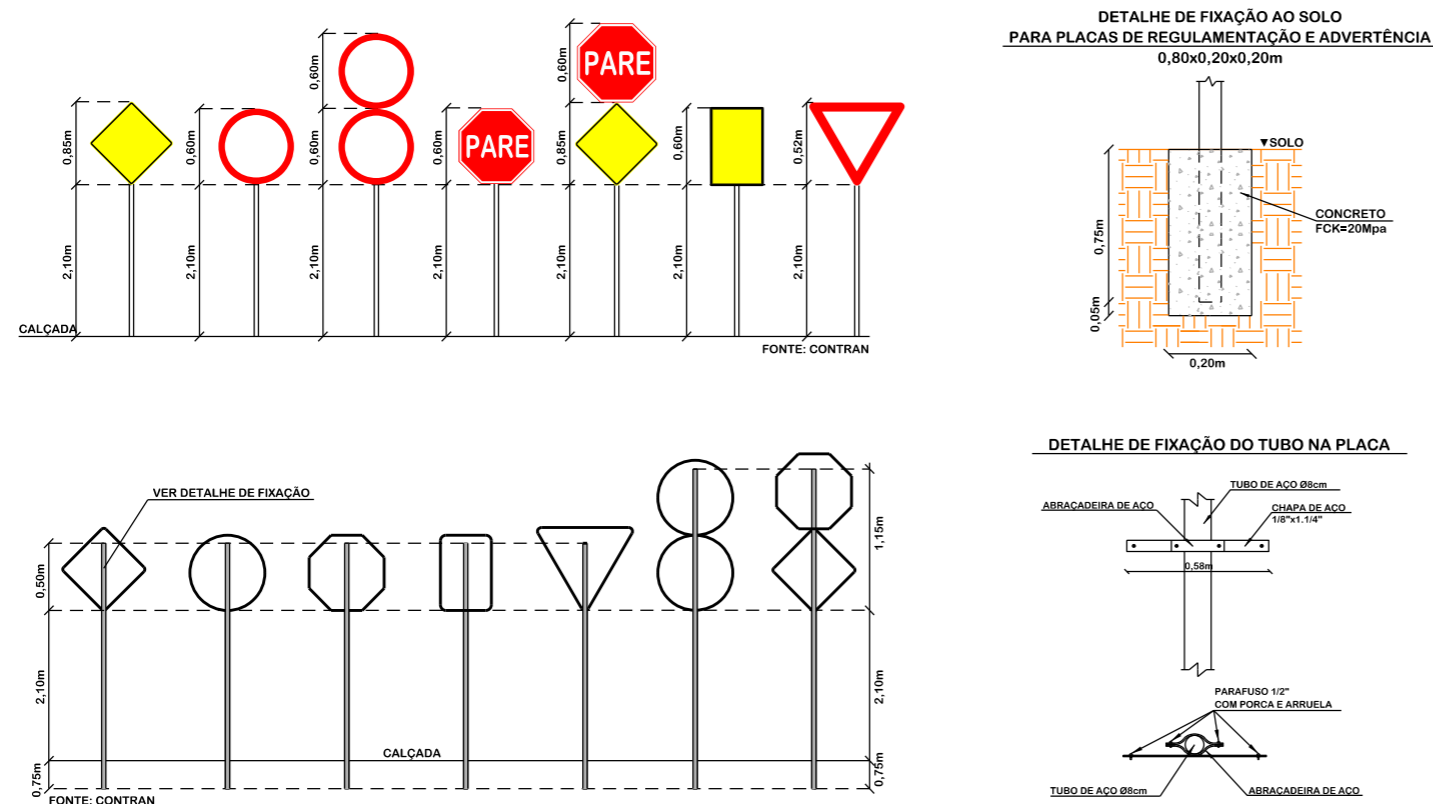 DETALHE DE FIXAÇÃO AO SOLO
PARA PLACAS DE REGULAMENTAÇÃO E ADVERTÊNCIA
0,80x0,20x0,20m
0,60m
0,60m
PARE
0,85m
0,60m
0,60m
0,60m
PARE
0,85m
0,60m
0,52m
2,10m
2,10m
2,10m
2,10m
2,10m
2,10m
2,10m
CALÇADA
FONTE: CONTRAN
▼SOLO
CONCRETO
FCK=20Mpa
0,75m
0,05m
0,20m
VER DETALHE DE FIXAÇÃO
0,50m
1,15m
2,10m
2,10m
CALÇADA
0,75m
0,75m
FONTE: CONTRAN
DETALHE DE FIXAÇÃO DO TUBO NA PLACA
TUBO DE AÇO Ø8cm
ABRAÇADEIRA DE AÇO
CHAPA DE AÇO
1/8"x1.1/4"
0,58m
PARAFUSO 1/2"
COM PORCA E ARRUELA
TUBO DE AÇO Ø8cm
ABRAÇADEIRA DE AÇO